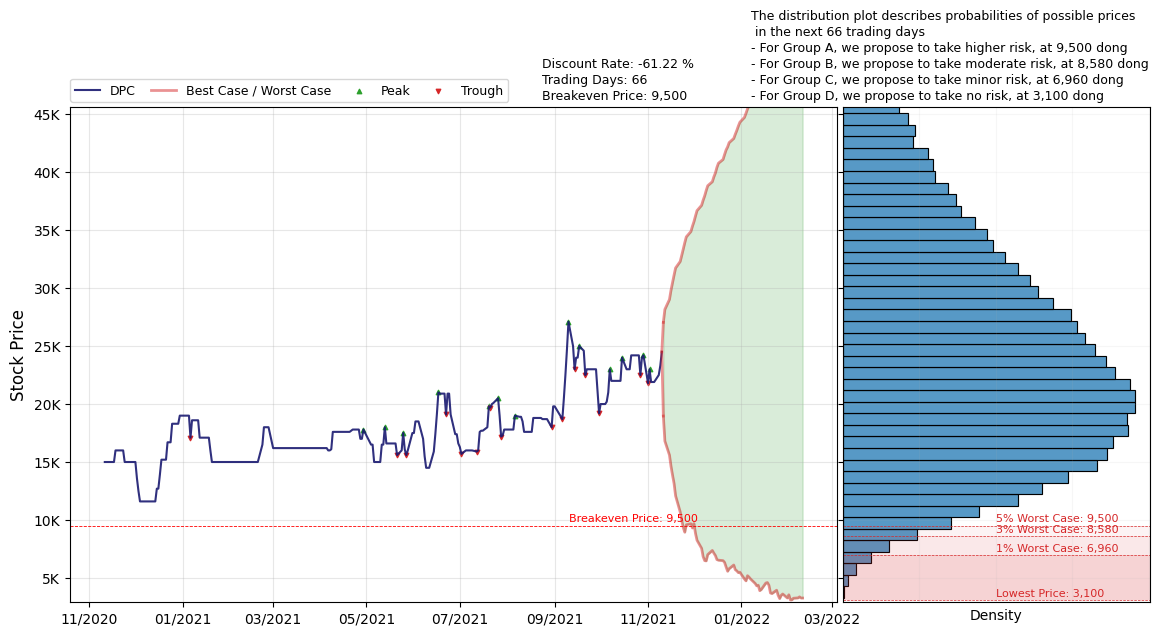 The distribution plot describes probabilities of possible prices
in the next 66 trading days
- For Group A, we propose to take higher risk, at 9,500 dong
- For Group B, we propose to take moderate risk, at 8,580 dong
- For Group C, we propose to take minor risk, at 6,960 dong
- For Group D, we propose to take no risk, at 3,100 dong
Discount Rate: -61.22 %
Trading Days: 66
Breakeven Price: 9,500
DPC
Best Case / Worst Case
Peak
Trough
Stock Price
45K
40K
35K
30K
25K
20K
15K
10K
5K
Breakeven Price: 9,500
11/2020
01/2021
03/2021
05/2021
07/2021
09/2021
11/2021
01/2022
03/2022
5% Worst Case: 9,500
3% Worst Case: 8,580
1% Worst Case: 6,960
Lowest Price: 3,100
Density